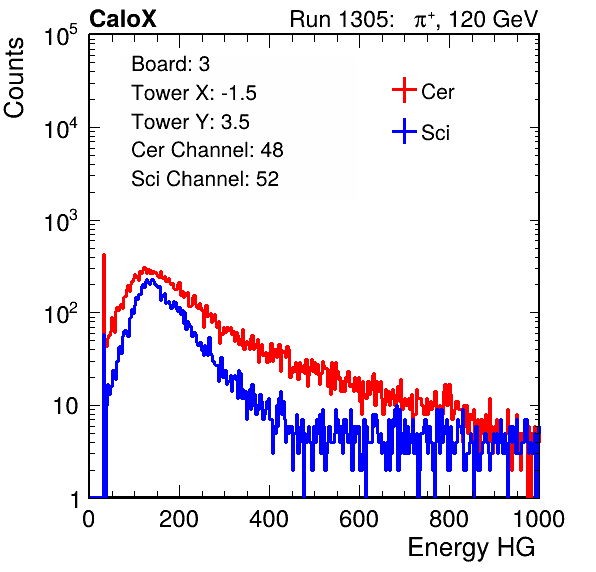 CaloX Run 1305: π⁺, 120 GeV
Counts
Board: 3
Tower X: -1.5
Tower Y: 3.5
Cer Channel: 48
Sci Channel: 52
Cer
Sci
10⁵
10⁴
10³
10²
10
1
0 200 400 600 800 1000
Energy HG